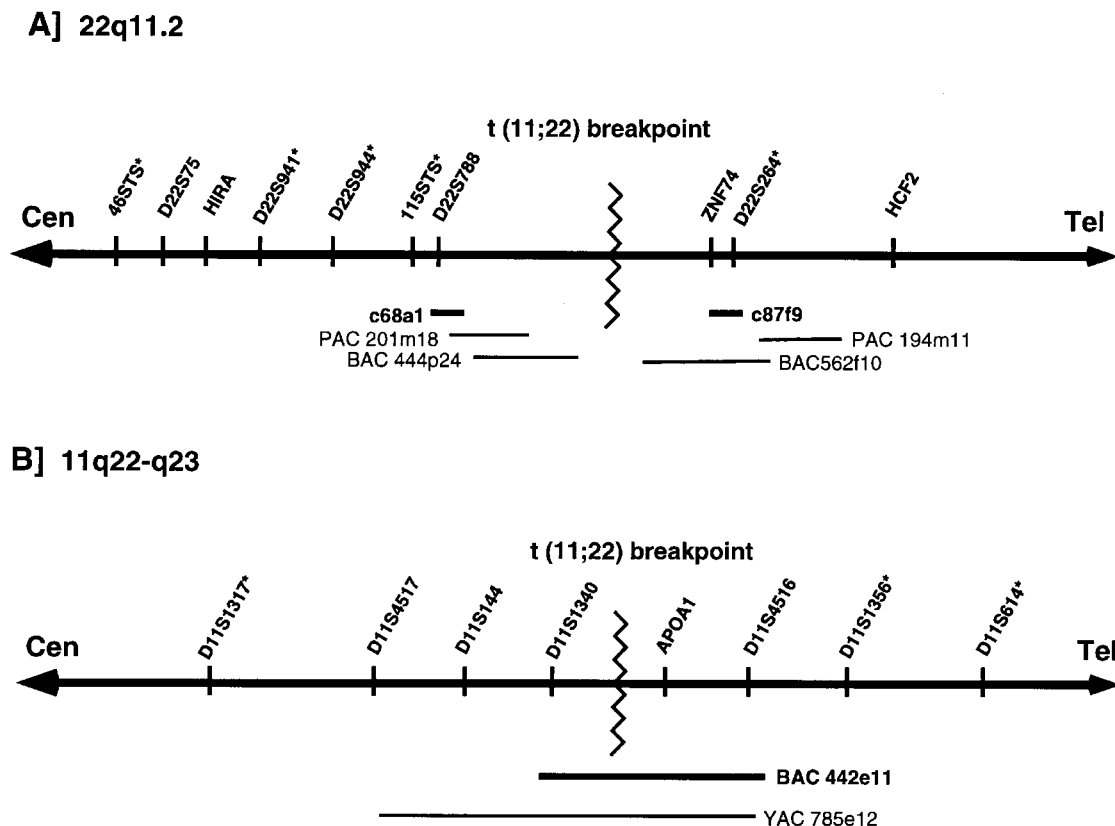 A] 22q11.2
t (11;22) breakpoint
46STS*
D22S75
HIRA
D22S941*
D22S944*
115STS*
D22S788
ZNF74
D22S264*
HCF2
Cen
Tel
c68a1
c87f9
PAC 201m18
PAC 194m11
BAC 444p24
BAC562f10
B] 11q22-q23
t (11;22) breakpoint
D11S1317*
D11S4517
D11S144
D11S1340
APOA1
D11S4516
D11S1356*
D11S614*
Cen
Tel
BAC 442e11
YAC 785e12